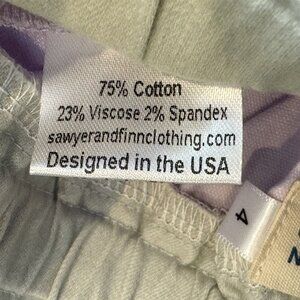 75% Cotton
23% Viscose 2% Spandex
sawyerandfinnclothing.com
Designed in the USA
4